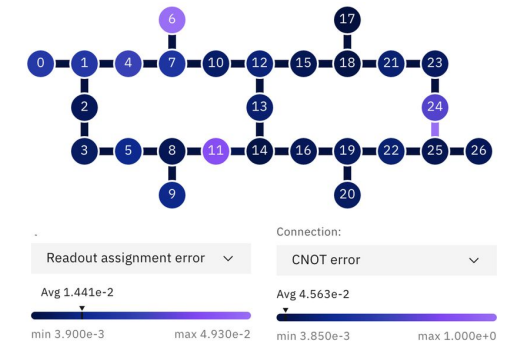 6
17
0 1 4 7 10 12 15 18 21 23
2 13 24
3 5 8 11 14 16 19 22 25 26
9 20
.
Connection:
Readout assignment error
CNOT error
Avg 1.441e-2
Avg 4.563e-2
min 3.900e-3
max 4.930e-2
min 3.850e-3
max 1.000e+0